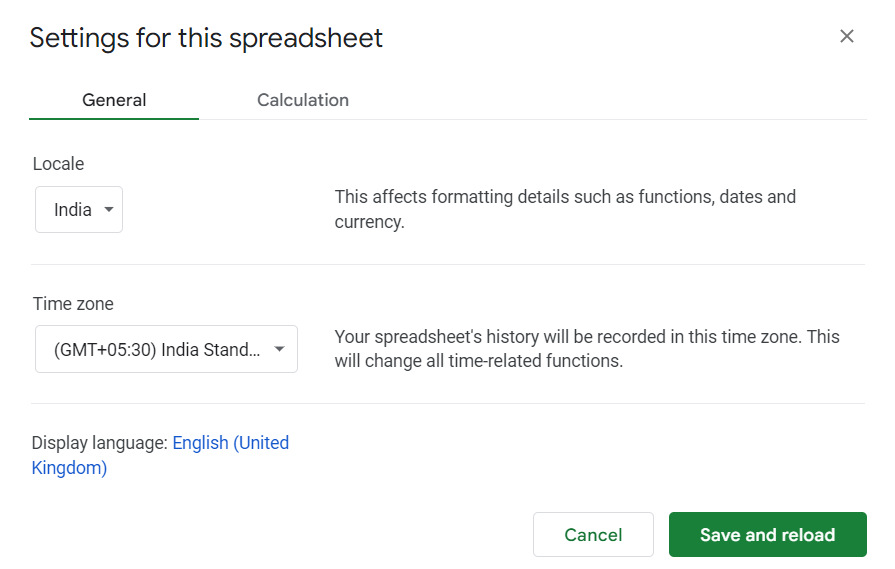 Settings for this spreadsheet
General
Calculation
Locale
India
This affects formatting details such as functions, dates and
currency.
Time zone
(GMT+05:30) India Stand...
Your spreadsheet's history will be recorded in this time zone. This
will change all time-related functions.
Display language: English (United
Kingdom)
Cancel
Save and reload